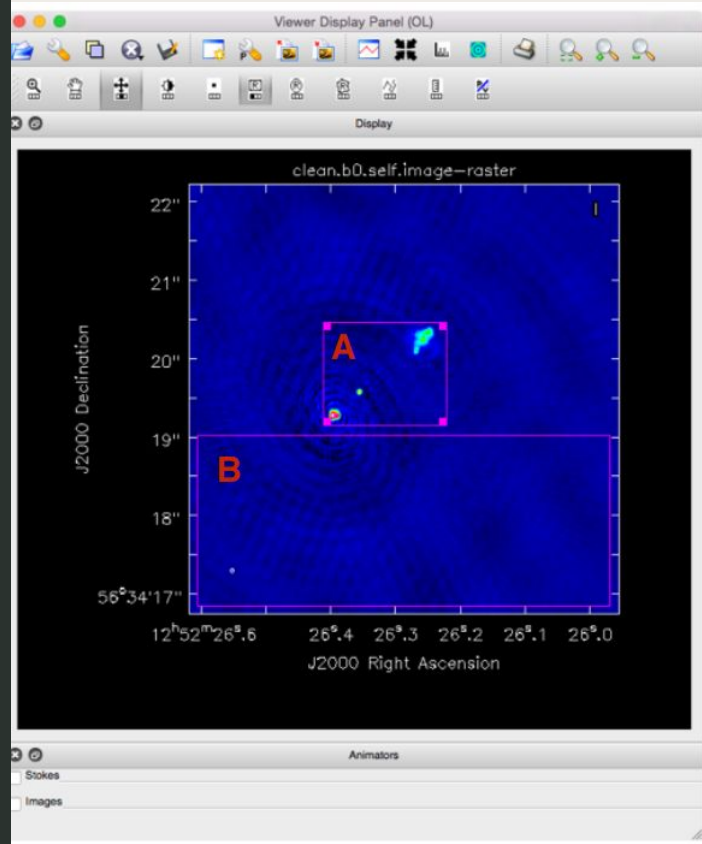 Viewer Display Panel (OL)
Display
clean.b0.self.image-raster
I
22"
21"
20"
19"
18"
56°34'17"
J2000 Declination
A
B
12ʰ52ᵐ26ˢ.6 26ˢ.4 26ˢ.3 26ˢ.2 26ˢ.1 26ˢ.0
J2000 Right Ascension
Animators
Stokes
Images